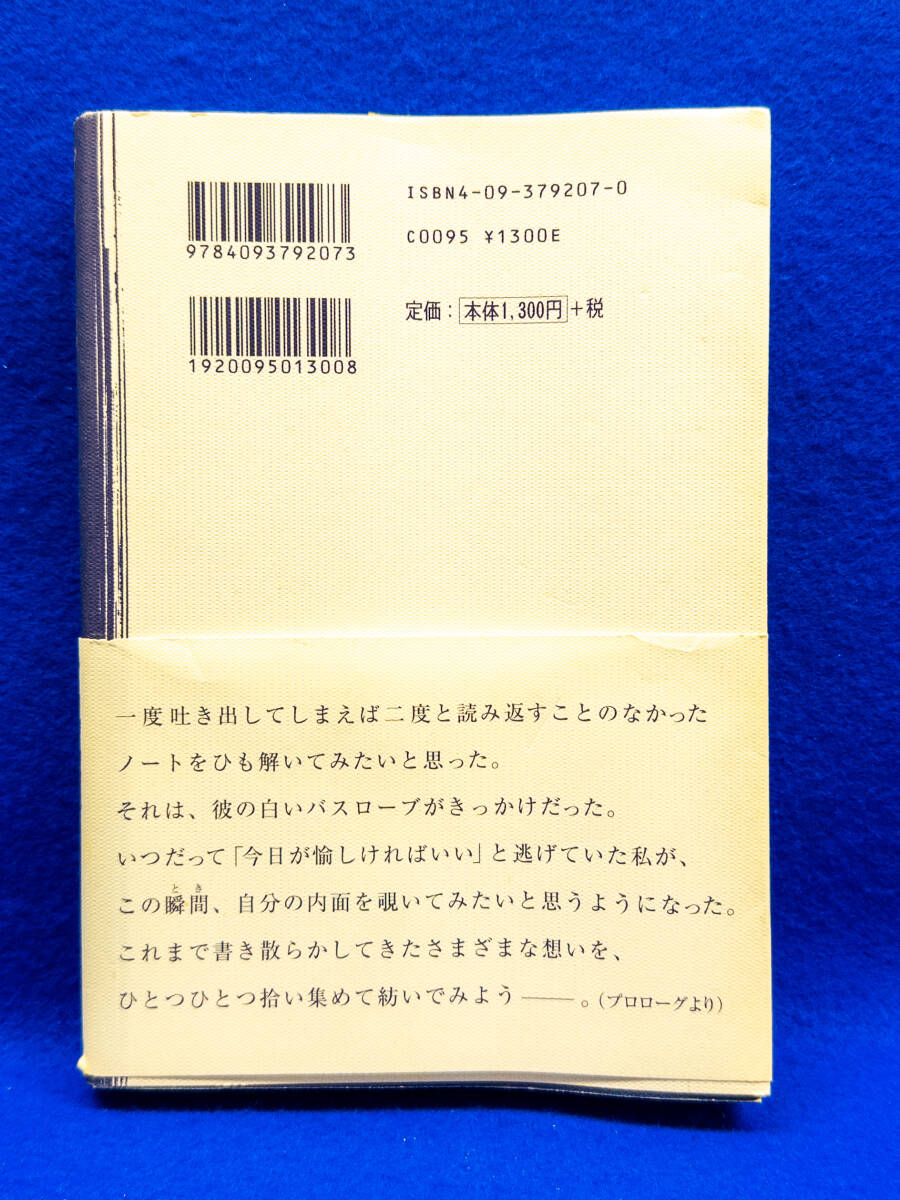 ISBN4-09-379207-0
C0095 ¥1300E
9784093792073
定価：本体1,300円＋税
1920095013008
一度吐き出してしまえば二度と読み返すことのなかった
ノートをひも解いてみたいと思った。
それは、彼の白いバスローブがきっかけだった。
いつだって「今日が愉しければいい」と逃げていた私が、
とき
この瞬間、自分の内面を覗いてみたいと思うようになった。
これまで書き散らかしてきたさまざまな想いを、
ひとつひとつ拾い集めて紡いでみよう――。（プロローグより）